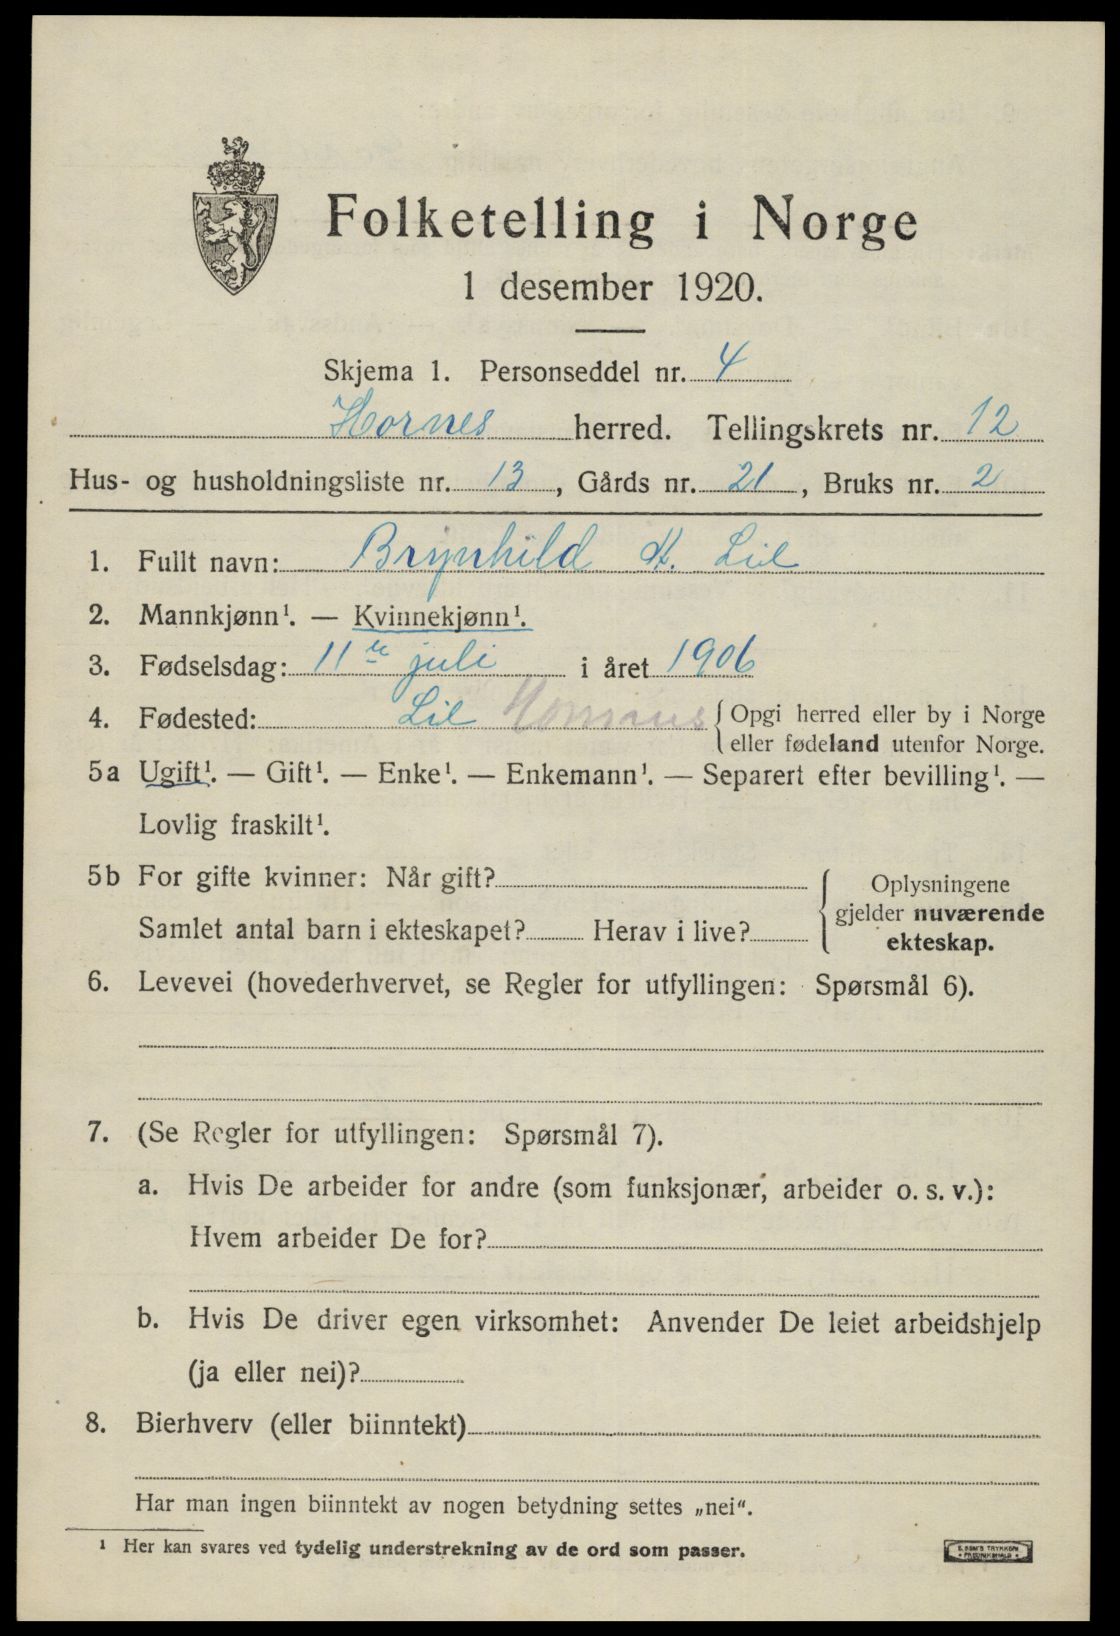 Folketelling i Norge
1 desember 1920.
Skjema 1. Personseddel nr. 4
Hornes herred. Tellingskrets nr. 12
Hus- og husholdningsliste nr. 13, Gårds nr. 21, Bruks nr. 2
1. Fullt navn: Brynhild H. Lil
2. Mannkjønn¹. — Kvinnekjønn¹.
3. Fødselsdag: 11te juli i året 1906
4. Fødested: Lil Hornnes {Opgi herred eller by i Norge
eller fødeland utenfor Norge.
5a Ugift¹. — Gift¹. — Enke¹. — Enkemann¹. — Separert efter bevilling¹. —
Lovlig fraskilt¹.
5b For gifte kvinner: Når gift?
Samlet antal barn i ekteskapet? Herav i live?
{Oplysningene
gjelder nuværende
ekteskap.
6. Levevei (hovederhvervet, se Regler for utfyllingen: Spørsmål 6).
7. (Se Regler for utfyllingen: Spørsmål 7).
a. Hvis De arbeider for andre (som funksjonær, arbeider o. s. v.):
Hvem arbeider De for?
b. Hvis De driver egen virksomhet: Anvender De leiet arbeidshjelp
(ja eller nei)?
8. Bierhverv (eller biinntekt)
Har man ingen biinntekt av nogen betydning settes „nei“.
¹ Her kan svares ved tydelig understrekning av de ord som passer.